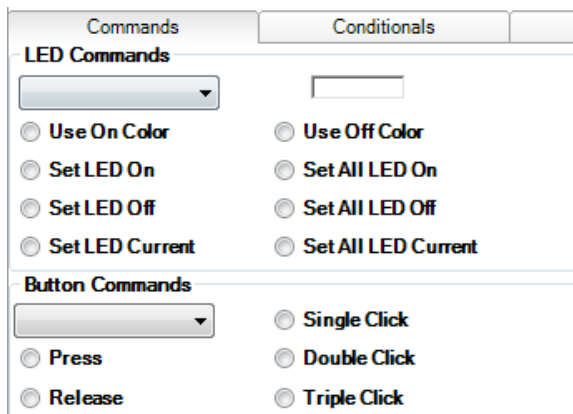 Commands Conditionals
LED Commands
Use On Color Use Off Color
Set LED On Set All LED On
Set LED Off Set All LED Off
Set LED Current Set All LED Current
Button Commands
Single Click
Press Double Click
Release Triple Click